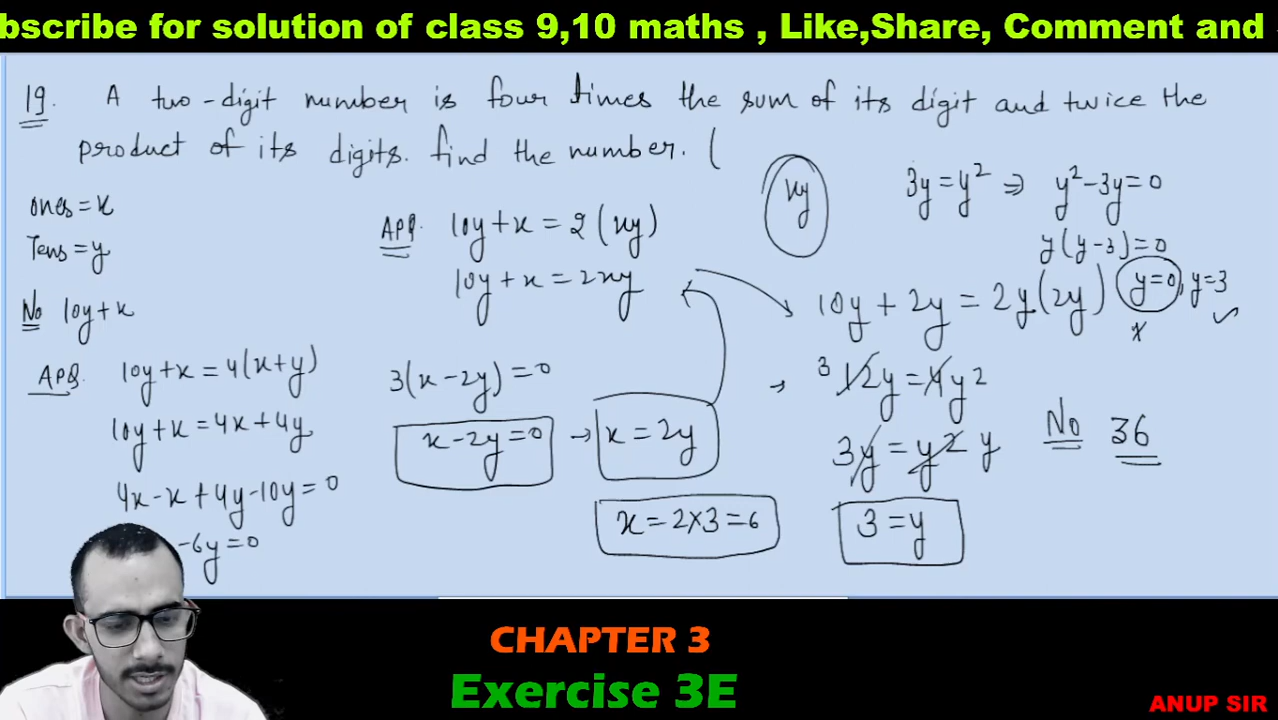 bscribe for solution of class 9,10 maths , Like,Share, Comment and
19. A two-digit number is four times the sum of its digit and twice the
product of its digits. find the number. (
ones = x
Tens = y
No 10y+x
APQ. 10y+x = 4(x+y)
10y+x = 4x+4y
4x-x+4y-10y=0
-6y=0
APQ. 10y+x = 2(xy)
10y+x = 2xy
3(x-2y)=0
x-2y=0 → x=2y
x=2×3=6
xy
3y=y² ⇒ y²-3y=0
y(y-3)=0
y=0, y=3
x ✓
10y+2y = 2y(2y)
→ 3 12y=4y²
3y = y2 y
3=y
No 36
CHAPTER 3
Exercise 3E
ANUP SIR